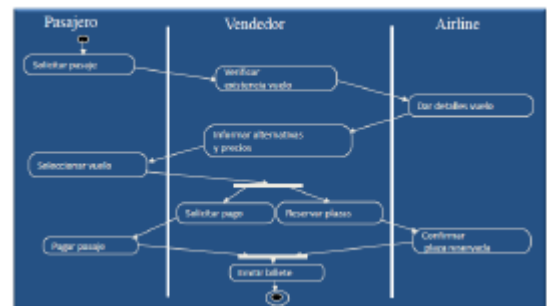 Pasajero
Vendedor
Airline
Solicitar pasaje
Verificar
existencia vuelo
Dar detalles vuelo
Informar alternativas
y precios
Seleccionar vuelo
Solicitar pago
Reservar plazas
Pagar pasaje
Confirmar
plaza reservada
Emitir billete